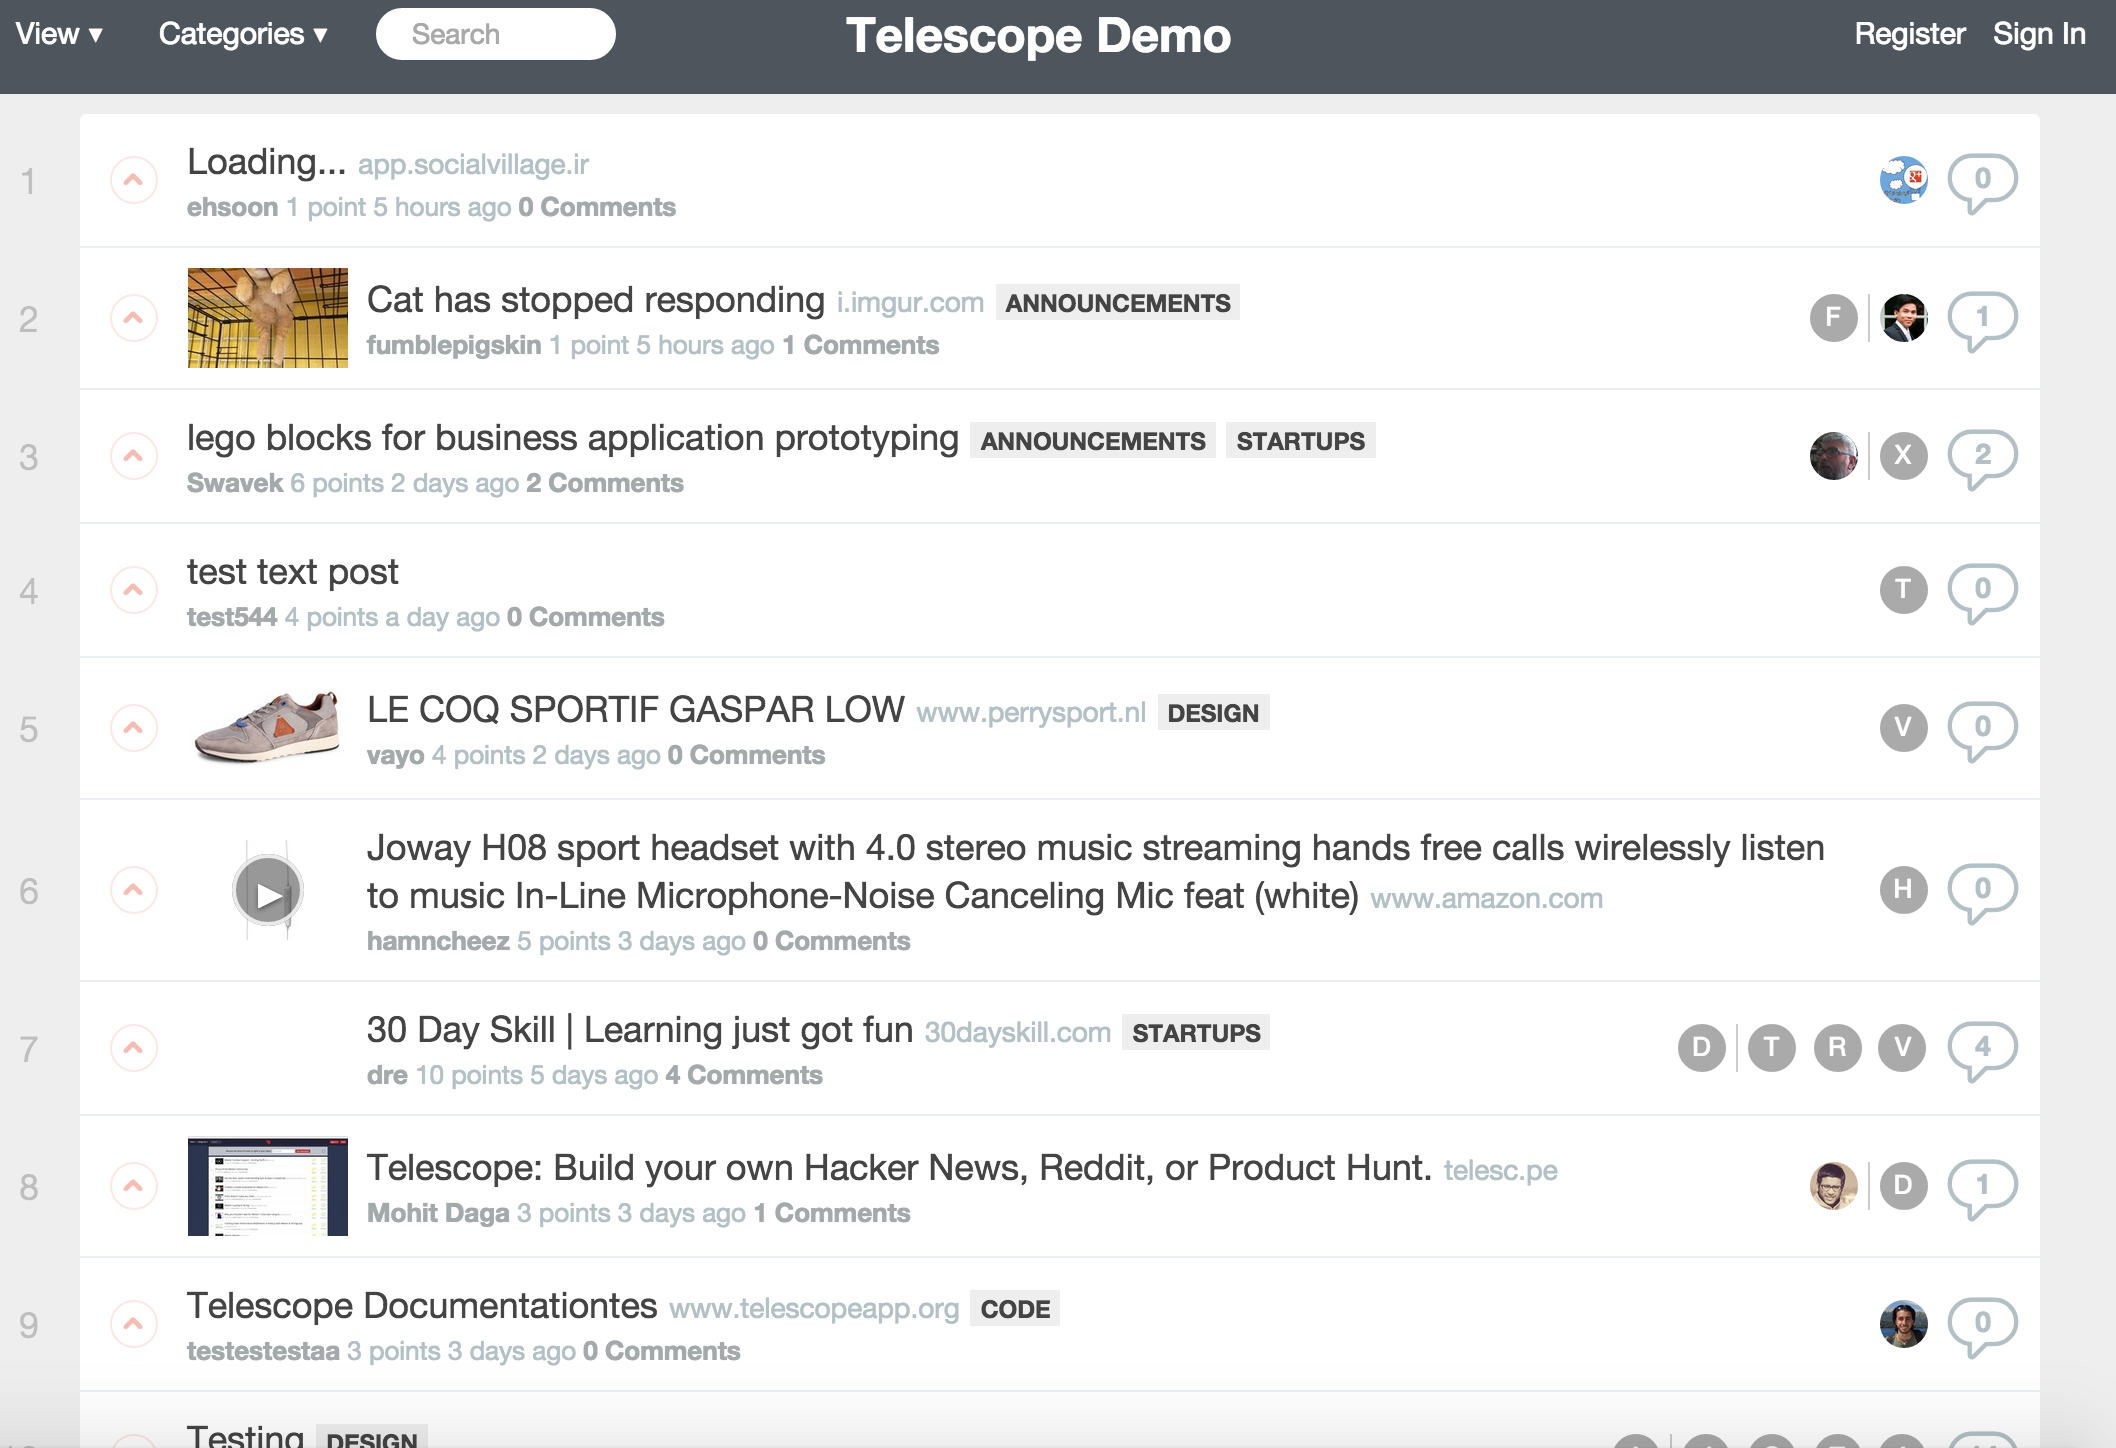 View ▾ Categories ▾ Search Telescope Demo Register Sign In
1 Loading... app.socialvillage.ir 0
ehsoon 1 point 5 hours ago 0 Comments
2 Cat has stopped responding i.imgur.com ANNOUNCEMENTS F 1
fumblepigskin 1 point 5 hours ago 1 Comments
3 lego blocks for business application prototyping ANNOUNCEMENTS STARTUPS X 2
Swavek 6 points 2 days ago 2 Comments
4 test text post T 0
test544 4 points a day ago 0 Comments
5 LE COQ SPORTIF GASPAR LOW www.perrysport.nl DESIGN V 0
vayo 4 points 2 days ago 0 Comments
6 Joway H08 sport headset with 4.0 stereo music streaming hands free calls wirelessly listen H 0
to music In-Line Microphone-Noise Canceling Mic feat (white) www.amazon.com
hamncheez 5 points 3 days ago 0 Comments
7 30 Day Skill | Learning just got fun 30dayskill.com STARTUPS D T R V 4
dre 10 points 5 days ago 4 Comments
8 Telescope: Build your own Hacker News, Reddit, or Product Hunt. telesc.pe D 1
Mohit Daga 3 points 3 days ago 1 Comments
9 Telescope Documentationtes www.telescopeapp.org CODE 0
testestestaa 3 points 3 days ago 0 Comments
Testing DESIGN